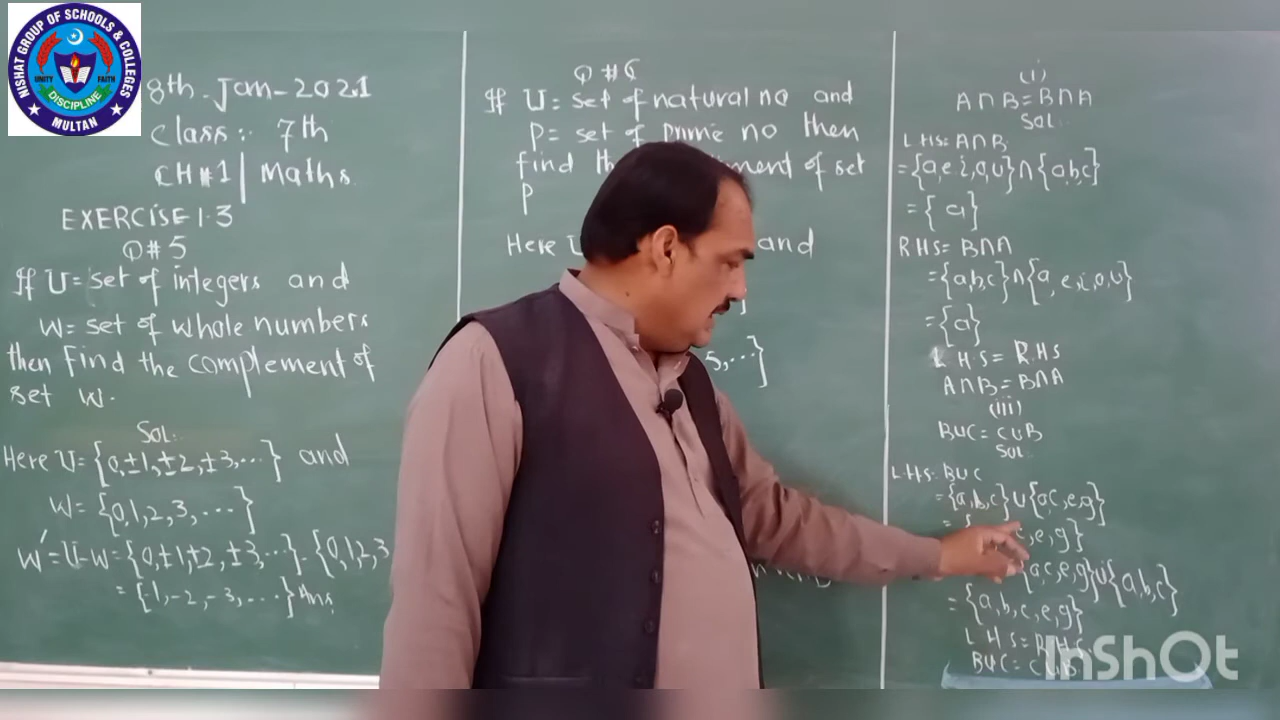 NISHAT GROUP OF SCHOOLS & COLLEGES
UNITY FAITH
DISCIPLINE
MULTAN
8th-Jan-2021
Class: 7th
CH#1 | Maths
EXERCISE-1.3
Q#5
If U= set of integers and
W= set of whole numbers
then Find the complement of
set W.
Sol:
Here U= {0,±1,±2,±3,...} and
W= {0,1,2,3,...}
W′=U-W={0,±1,±2,±3,...}-{0,1,2,3
={-1,-2,-3,...} Ans.
Q#6
If U= set of natural no and
P= set of prime no then
find of set
P
Here and
5,...}
(i)
A∩B=B∩A
SOL:
LHS=A∩B
={a,e,i,o,u}∩{a,b,c}
={a}
RHS=B∩A
={a,b,c}∩{a,e,i,o,u}
={a}
L.H.S=R.H.S
A∩B=B∩A
(iii)
B∪C=C∪B
SOL:
L.H.S=B∪C
={a,b,c}∪{a,c,e,g}
={ c,e,g}
{a,c,e,g}∪{a,b,c}
={a,b,c,e,g}
L.H.S=R.H.S
B∪C=C∪B
InShOt